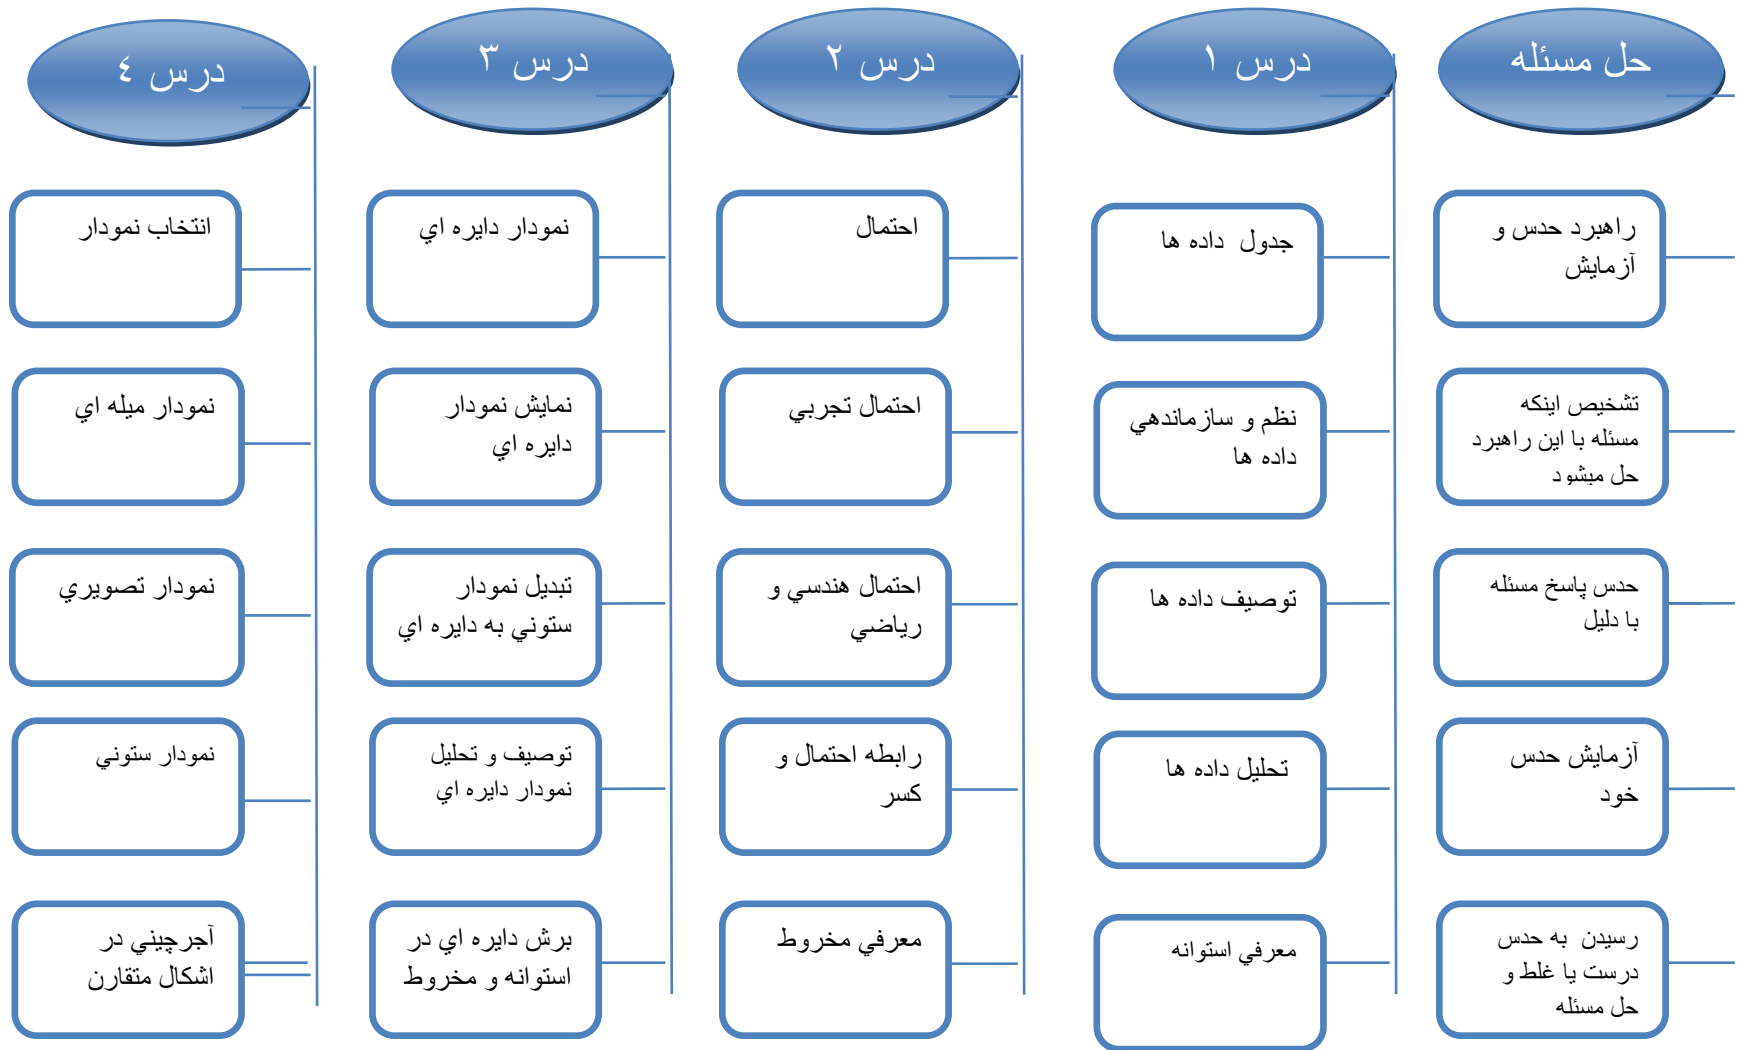 حل مسئله
راهبرد حدس و
آزمايش
تشخيص اينكه
مسئله با اين راهبرد
حل ميشود
حدس پاسخ مسئله
با دليل
آزمايش حدس
خود
رسيدن به حدس
درست يا غلط و
حل مسئله
درس ١
جدول داده ها
نظم و سازماندهي
داده ها
توصيف داده ها
تحليل داده ها
معرفي استوانه
درس ٢
احتمال
احتمال تجربي
احتمال هندسي و
رياضي
رابطه احتمال و
كسر
معرفي مخروط
درس ٣
نمودار دايره اي
نمايش نمودار
دايره اي
تبديل نمودار
ستوني به دايره اي
توصيف و تحليل
نمودار دايره اي
برش دايره اي در
استوانه و مخروط
درس ٤
انتخاب نمودار
نمودار ميله اي
نمودار تصويري
نمودار ستوني
آجرچيني در
اشكال متقارن